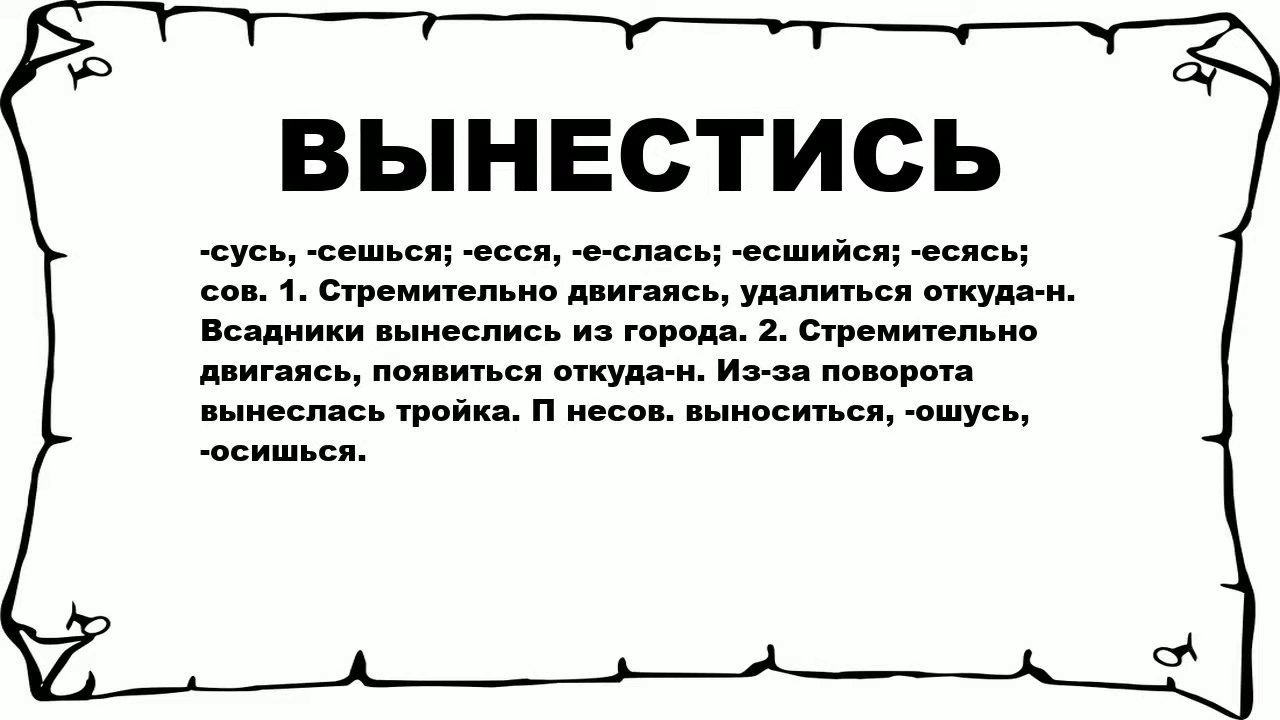 ВЫНЕСТИСЬ
-сусь, -сешься; -есся, -е-слась; -есшийся; -есясь;
сов. 1. Стремительно двигаясь, удалиться откуда-н.
Всадники вынеслись из города. 2. Стремительно
двигаясь, появиться откуда-н. Из-за поворота
вынеслась тройка. П несов. выноситься, -ошусь,
-осишься.